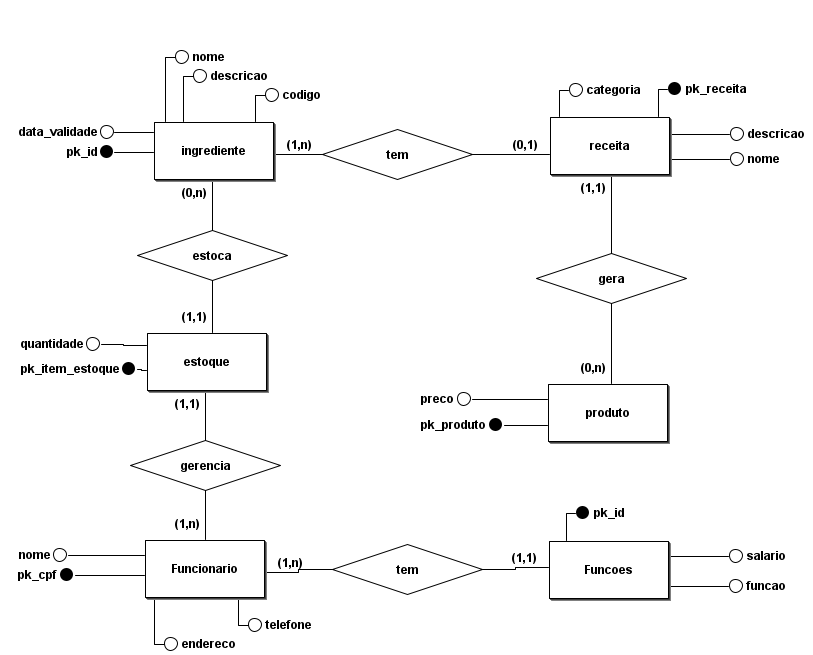 nome
descricao
codigo
categoria
pk_receita
data_validade
pk_id
ingrediente
(1,n)
tem
(0,1)
receita
descricao
nome
(0,n)
(1,1)
estoca
gera
(1,1)
quantidade
pk_item_estoque
estoque
(0,n)
preco
pk_produto
produto
(1,1)
gerencia
(1,n)
pk_id
nome
pk_cpf
Funcionario
(1,n)
tem
(1,1)
Funcoes
salario
funcao
telefone
endereco